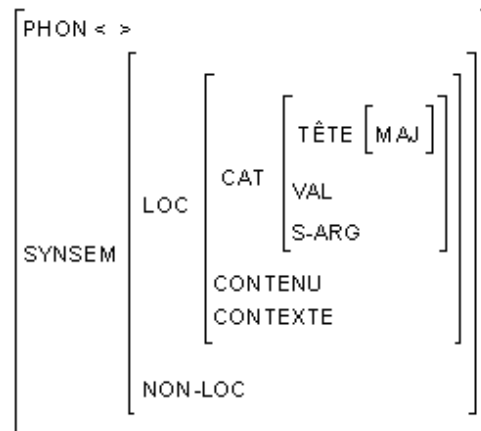 PHON < >
TÊTE [MAJ]
CAT
VAL
LOC
S-ARG
SYNSEM
CONTENU
CONTEXTE
NON-LOC